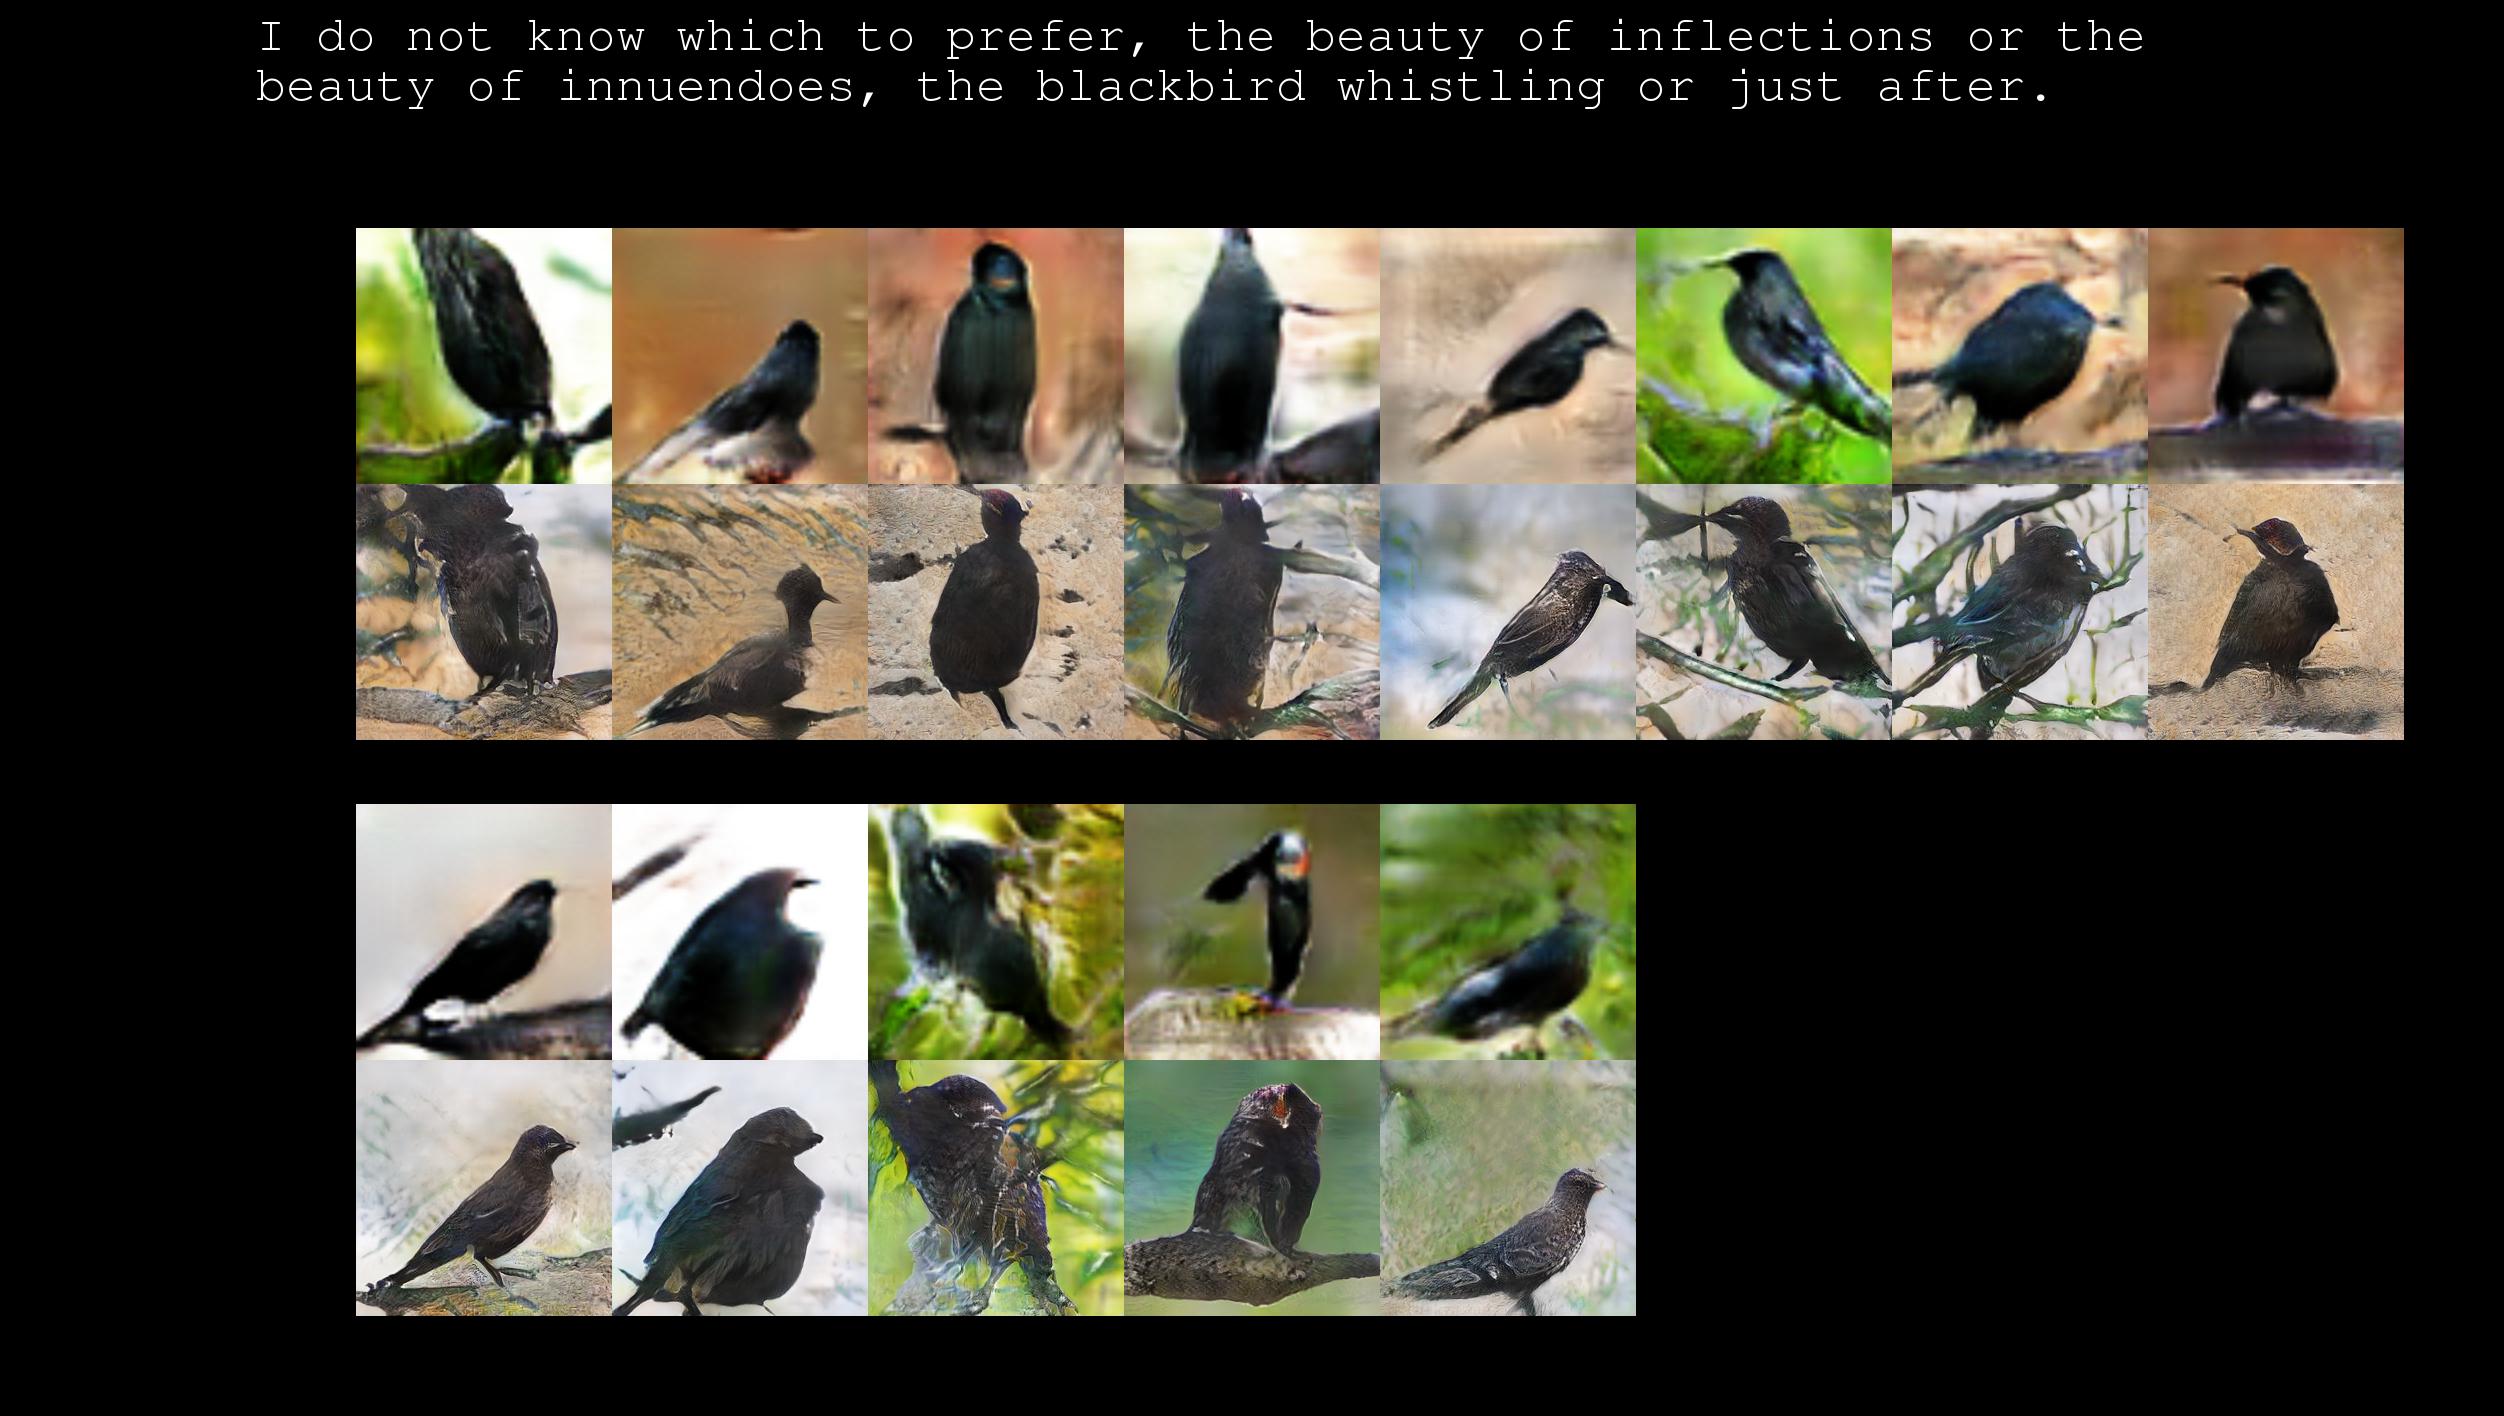 I do not know which to prefer, the beauty of inflections or the
beauty of innuendoes, the blackbird whistling or just after.